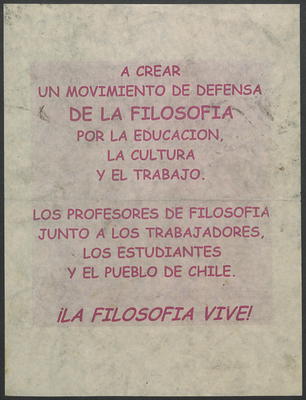 A CREAR
UN MOVIMIENTO DE DEFENSA
DE LA FILOSOFIA
POR LA EDUCACION,
LA CULTURA
Y EL TRABAJO.
LOS PROFESORES DE FILOSOFIA
JUNTO A LOS TRABAJADORES,
LOS ESTUDIANTES
Y EL PUEBLO DE CHILE.
¡LA FILOSOFIA VIVE!